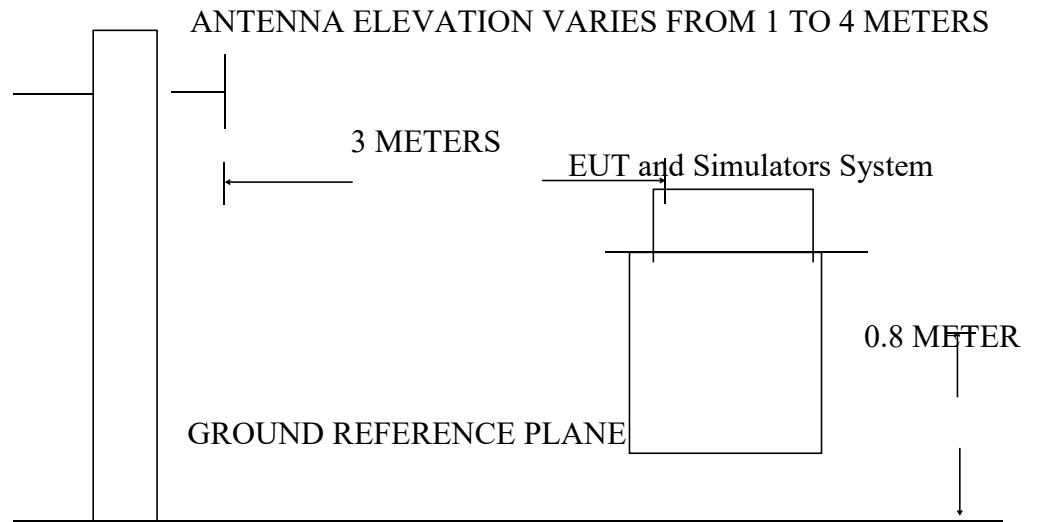 ANTENNA ELEVATION VARIES FROM 1 TO 4 METERS
3 METERS
EUT and Simulators System
0.8 METER
GROUND REFERENCE PLANE